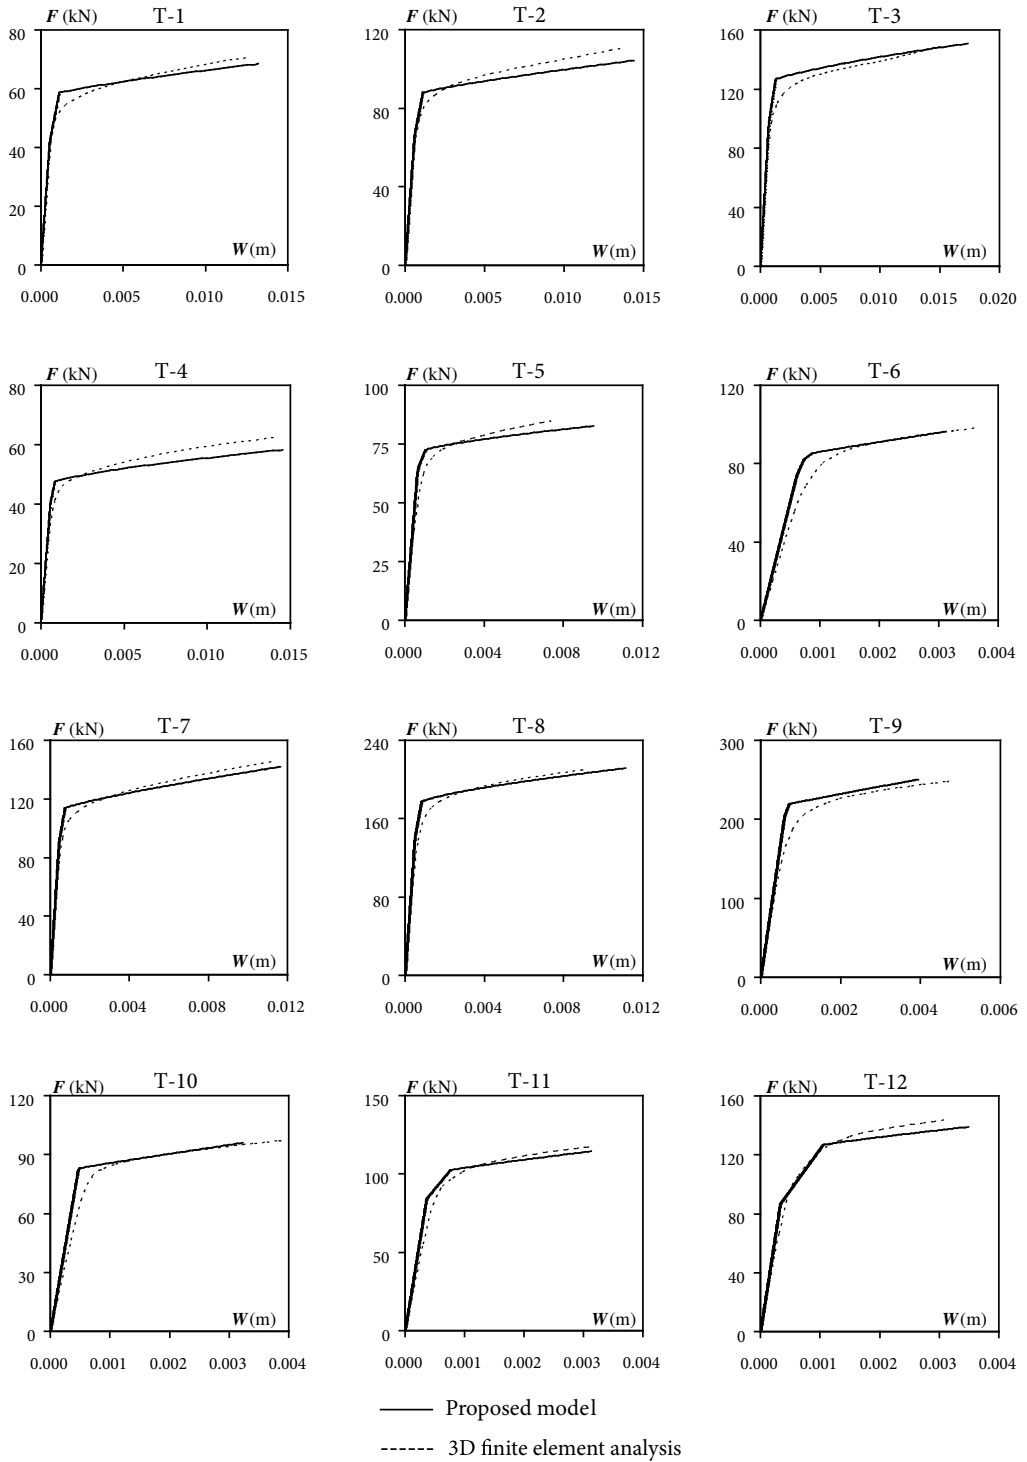 F (kN) T-1 F (kN) T-2 F (kN) T-3
80 120 160
60 80 120
40 80
20 40 40
W(m) W(m) W(m)
0 0 0
0.000 0.005 0.010 0.015 0.000 0.005 0.010 0.015 0.000 0.005 0.010 0.015 0.020
F (kN) T-4 F (kN) T-5 F (kN) T-6
80 100 120
60 75 80
40 50
20 25 40
W(m) W(m) W(m)
0 0 0
0.000 0.005 0.010 0.015 0.000 0.004 0.008 0.012 0.000 0.001 0.002 0.003 0.004
F (kN) T-7 F (kN) T-8 F (kN) T-9
160 240 300
120 160 200
80
40 80 100
W(m) W(m) W(m)
0 0 0
0.000 0.004 0.008 0.012 0.000 0.004 0.008 0.012 0.000 0.002 0.004 0.006
F (kN) T-10 F (kN) T-11 F (kN) T-12
120 150 160
90 100 120
60 80
30 50 40
W(m) W(m) W(m)
0 0 0
0.000 0.001 0.002 0.003 0.004 0.000 0.001 0.002 0.003 0.004 0.000 0.001 0.002 0.003 0.004
Proposed model
3D finite element analysis